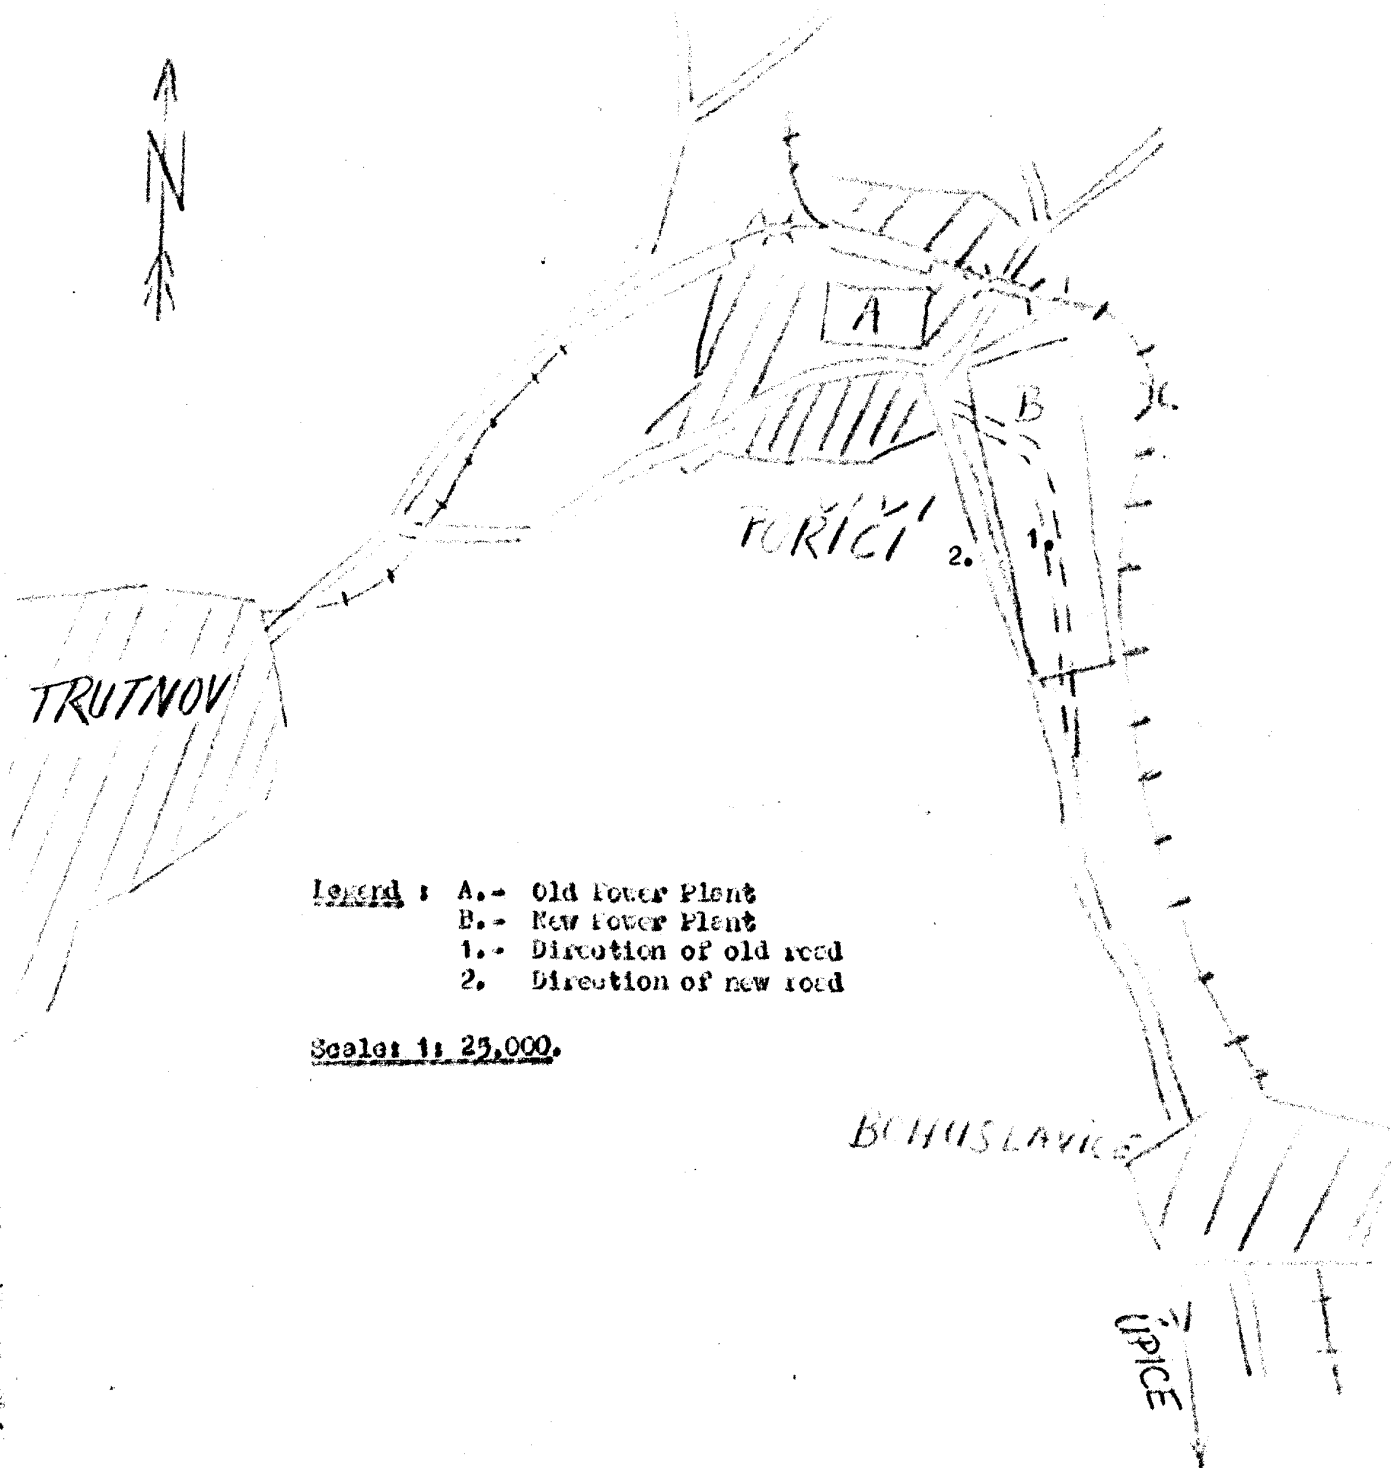 N
A
B
POŘÍČÍ
1.
2.
TRUTNOV
Legend : A.- Old Power Plant
B.- New Power Plant
1.- Direction of old road
2. Direction of new road
Scale: 1: 25,000.
BOHUSLAVICE
ÚPICE